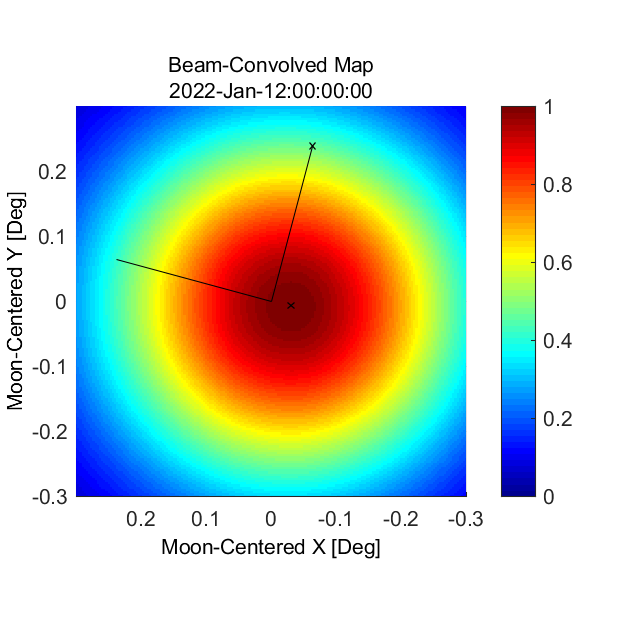 Beam-Convolved Map
2022-Jan-12:00:00:00:00
Moon-Centered Y [Deg]
0.2
0.1
0
-0.1
-0.2
-0.3
0.2 0.1 0 -0.1 -0.2 -0.3
Moon-Centered X [Deg]
1
0.8
0.6
0.4
0.2
0